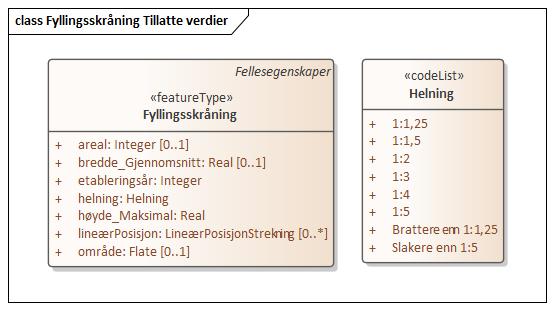 class Fyllingsskråning Tillatte verdier
Fellesegenskaper
«featureType»
Fyllingsskråning
+ areal: Integer [0..1]
+ bredde_Gjennomsnitt: Real [0..1]
+ etableringsår: Integer
+ helning: Helning
+ høyde_Maksimal: Real
+ lineærPosisjon: LineærPosisjonStrekning [0..*]
+ område: Flate [0..1]
«codeList»
Helning
+ 1:1,25
+ 1:1,5
+ 1:2
+ 1:3
+ 1:4
+ 1:5
+ Brattere enn 1:1,25
+ Slakere enn 1:5